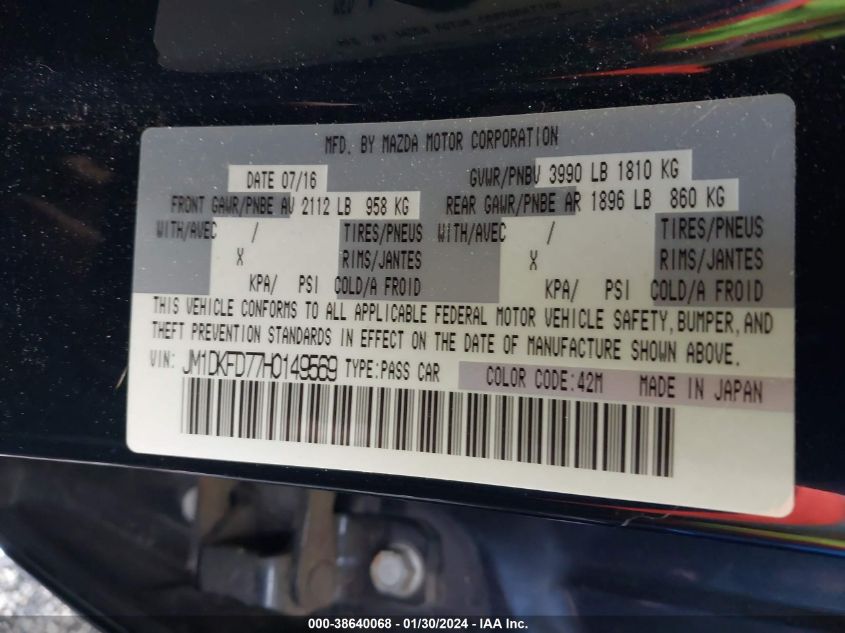 MFD. BY MAZDA MOTOR CORPORATION
DATE 07/16 GVWR/PNBV 3990 LB 1810 KG
FRONT GAWR/PNBE AV 2112 LB 958 KG REAR GAWR/PNBE AR 1896 LB 860 KG
WITH/AVEC / TIRES/PNEUS WITH/AVEC / TIRES/PNEUS
X RIMS/JANTES X RIMS/JANTES
KPA/ PSI COLD/A FROID KPA/ PSI COLD/A FROID
THIS VEHICLE CONFORMS TO ALL APPLICABLE FEDERAL MOTOR VEHICLE SAFETY, BUMPER, AND
THEFT PREVENTION STANDARDS IN EFFECT ON THE DATE OF MANUFACTURE SHOWN ABOVE.
VIN: JM1DKFD77H0149569 TYPE:PASS CAR COLOR CODE:42M MADE IN JAPAN
000-38640068 - 01/30/2024 - IAA Inc.